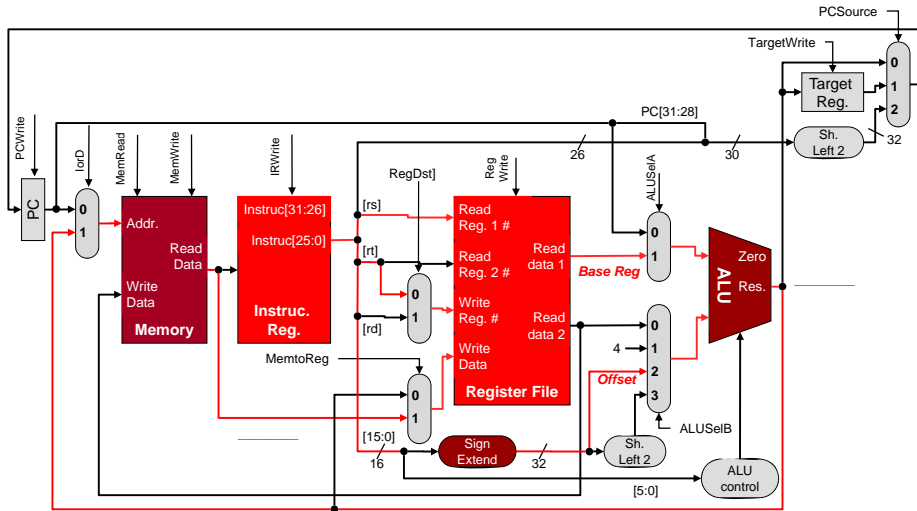 PCSource
TargetWrite
0
1
2
Target
Reg.
PC[31:28]
26
30
Sh.
Left 2
32
PCWrite
IorD
MemRead
MemWrite
IRWrite
RegDst]
Reg
Write
ALUSelA
PC
0
1
Addr.
Read
Data
Write
Data
Memory
Instruc[31:26]
Instruc[25:0]
Instruc.
Reg.
[rs]
[rt]
[rd]
0
1
Read
Reg. 1 #
Read
Reg. 2 #
Write
Reg. #
Write
Data
Read
data 1
Read
data 2
Register File
Base Reg
0
1
ALU
Zero
Res.
4
0
1
2
3
Offset
MemtoReg
0
1
ALUSelB
[15:0]
16
Sign
Extend
32
Sh.
Left 2
ALU
control
[5:0]